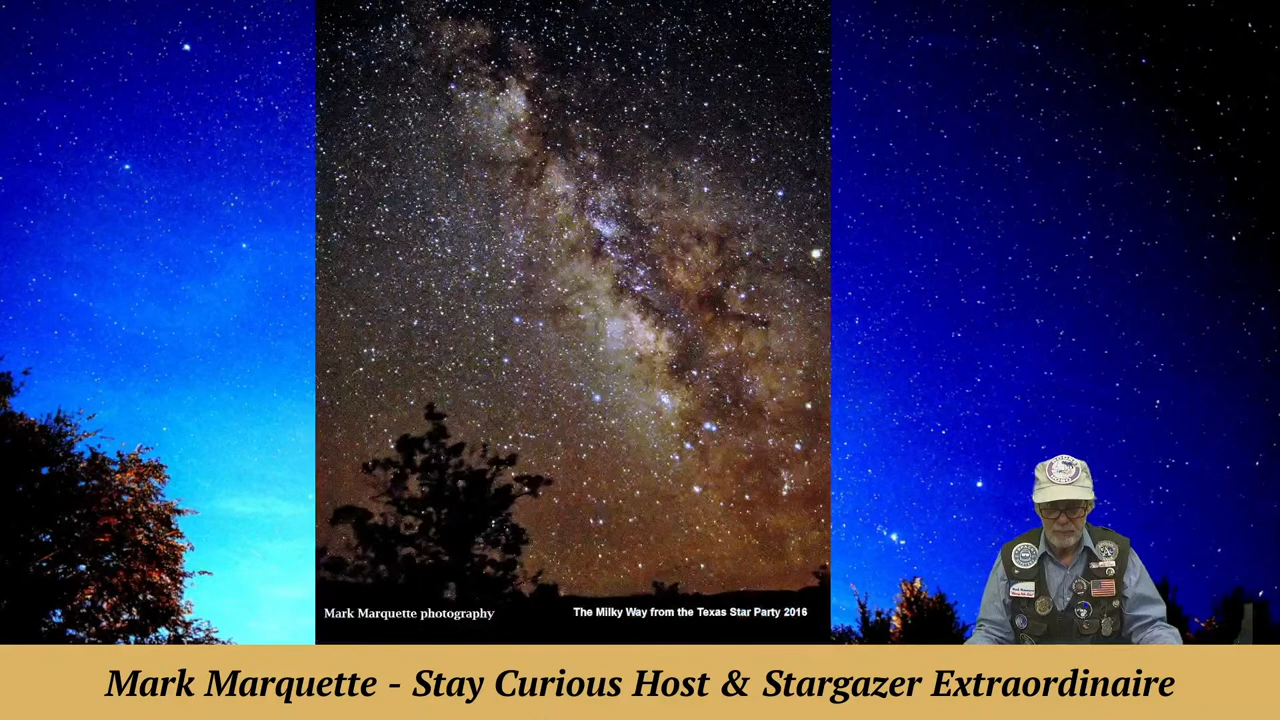 Mark Marquette photography
The Milky Way from the Texas Star Party 2016
Mark Marquette - Stay Curious Host & Stargazer Extraordinaire